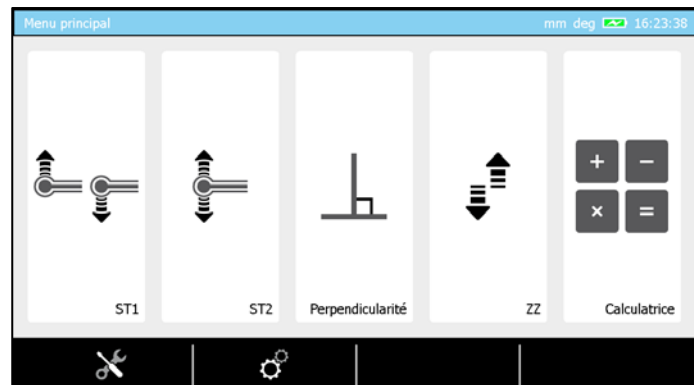 Menu principal
mm deg 16:23:38
+ −
× =
ST1
ST2
Perpendicularité
ZZ
Calculatrice